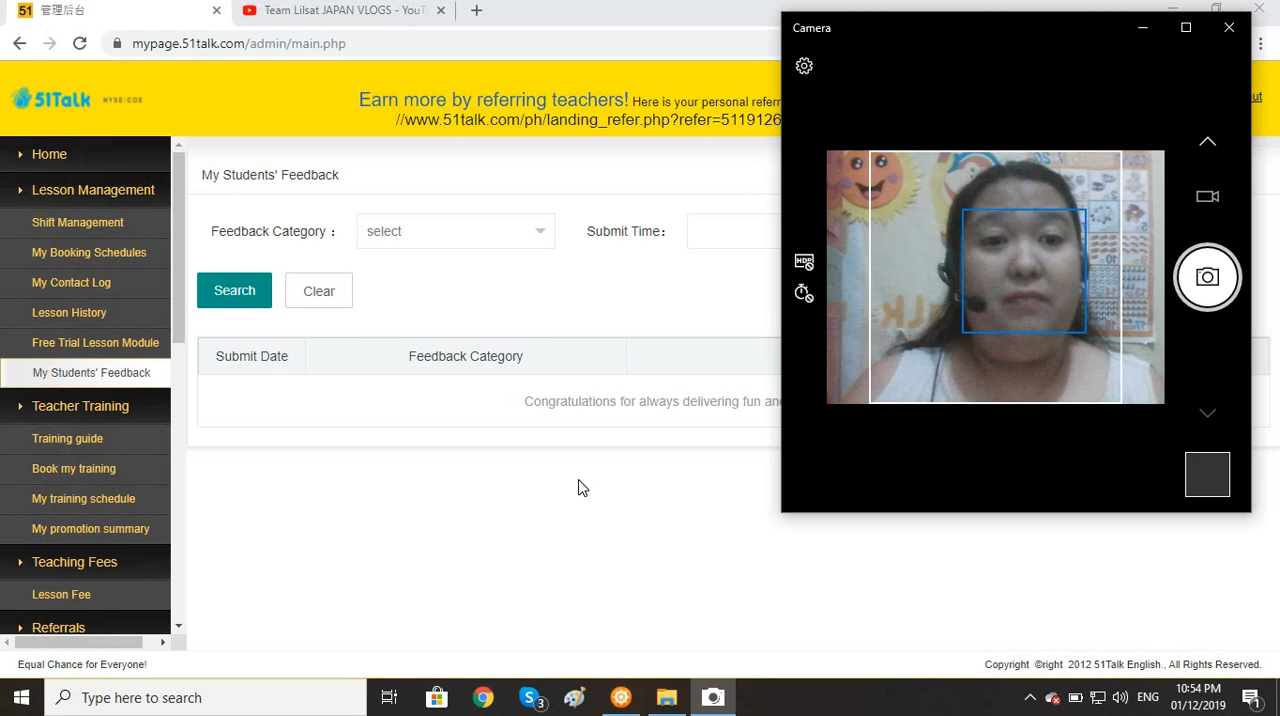 51 管理后台
Team Lilsat JAPAN VLOGS - YouT
mypage.51talk.com/admin/main.php
Camera
51Talk NYSE:COE
Earn more by referring teachers! Here is your personal referr
//www.51talk.com/ph/landing_refer.php?refer=5119126
ut
Home
Lesson Management
Shift Management
My Booking Schedules
My Contact Log
Lesson History
Free Trial Lesson Module
My Students' Feedback
Teacher Training
Training guide
Book my training
My training schedule
My promotion summary
Teaching Fees
Lesson Fee
Referrals
My Students' Feedback
Feedback Category：
select
Submit Time：
Search
Clear
Submit Date
Feedback Category
Congratulations for always delivering fun an
HDR
Equal Chance for Everyone!
Copyright ©right 2012 51Talk English., All Rights Reserved.
Type here to search
3
ENG
10:54 PM
01/12/2019
1